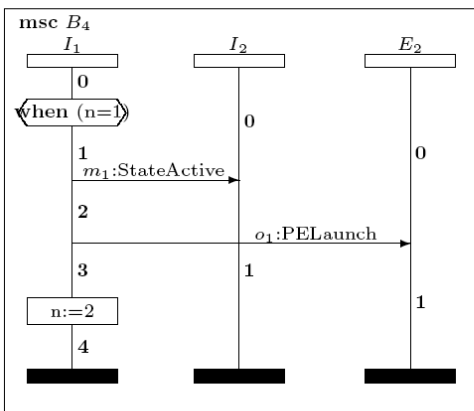 msc B₄
I₁ I₂ E₂
0
when (n=1)
0
1
0
m₁:StateActive
2
o₁:PELaunch
3
1
1
n:=2
4